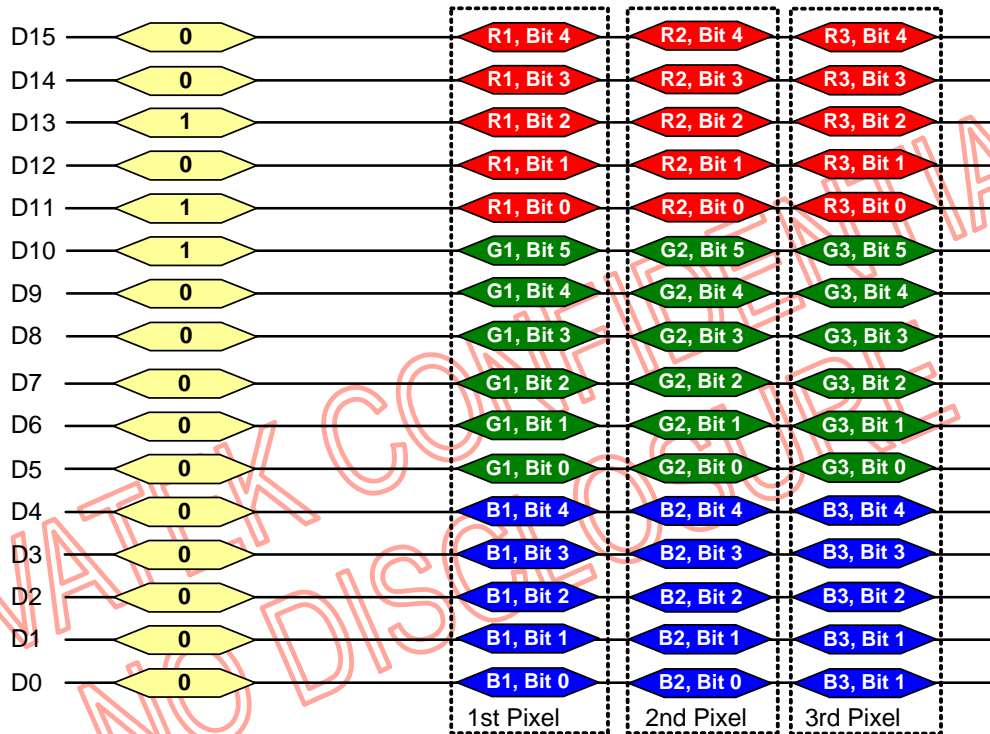 D15 0 R1, Bit 4 R2, Bit 4 R3, Bit 4
D14 0 R1, Bit 3 R2, Bit 3 R3, Bit 3
D13 1 R1, Bit 2 R2, Bit 2 R3, Bit 2
D12 0 R1, Bit 1 R2, Bit 1 R3, Bit 1
D11 1 R1, Bit 0 R2, Bit 0 R3, Bit 0
D10 1 G1, Bit 5 G2, Bit 5 G3, Bit 5
D9 0 G1, Bit 4 G2, Bit 4 G3, Bit 4
D8 0 G1, Bit 3 G2, Bit 3 G3, Bit 3
D7 0 G1, Bit 2 G2, Bit 2 G3, Bit 2
D6 0 G1, Bit 1 G2, Bit 1 G3, Bit 1
D5 0 G1, Bit 0 G2, Bit 0 G3, Bit 0
D4 0 B1, Bit 4 B2, Bit 4 B3, Bit 4
D3 0 B1, Bit 3 B2, Bit 3 B3, Bit 3
D2 0 B1, Bit 2 B2, Bit 2 B3, Bit 2
D1 0 B1, Bit 1 B2, Bit 1 B3, Bit 1
D0 0 B1, Bit 0 B2, Bit 0 B3, Bit 1
1st Pixel 2nd Pixel 3rd Pixel
VATEK CONFIDENTIA
NO DISCLOSURE